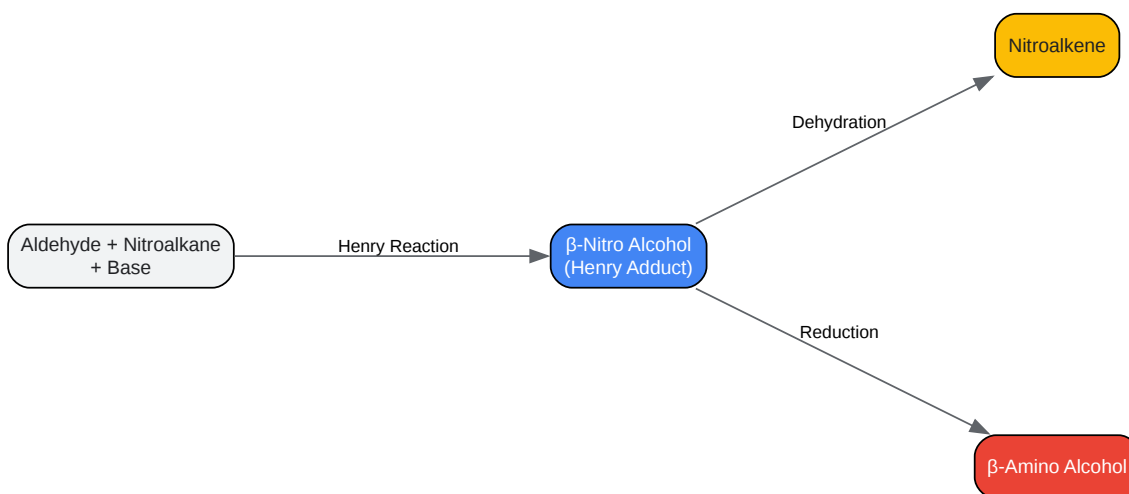 Nitroalkene
Dehydration
Aldehyde + Nitroalkane
+ Base
Henry Reaction
β-Nitro Alcohol
(Henry Adduct)
Reduction
β-Amino Alcohol